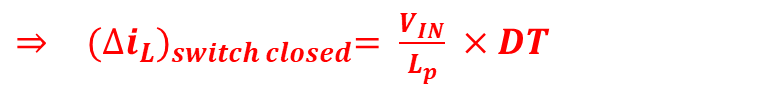 ⇒ (Δi_L)_switch closed = V_IN / L_p × DT